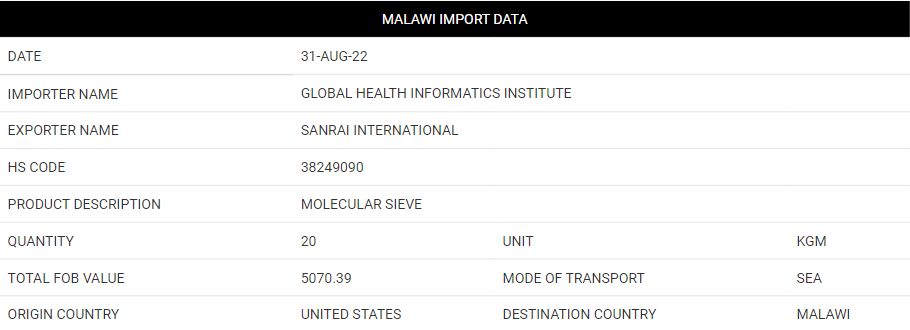 MALAWI IMPORT DATA
DATE 31-AUG-22
IMPORTER NAME GLOBAL HEALTH INFORMATICS INSTITUTE
EXPORTER NAME SANRAI INTERNATIONAL
HS CODE 38249090
PRODUCT DESCRIPTION MOLECULAR SIEVE
QUANTITY 20 UNIT KGM
TOTAL FOB VALUE 5070.39 MODE OF TRANSPORT SEA
ORIGIN COUNTRY UNITED STATES DESTINATION COUNTRY MALAWI